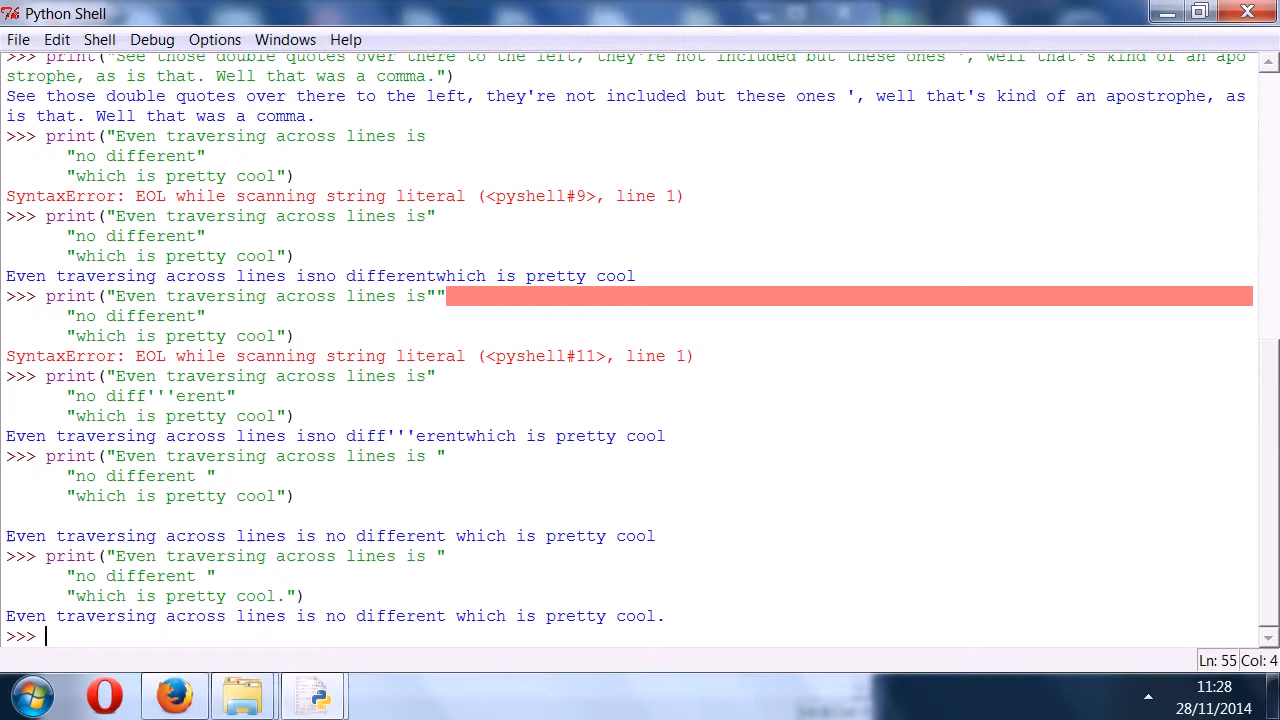 Python Shell
File Edit Shell Debug Options Windows Help
>>> print("See those double quotes over there to the left, they're not included but these ones ', well that's kind of an apo
strophe, as is that. Well that was a comma.")
See those double quotes over there to the left, they're not included but these ones ', well that's kind of an apostrophe, as
is that. Well that was a comma.
>>> print("Even traversing across lines is
"no different"
"which is pretty cool")
SyntaxError: EOL while scanning string literal (<pyshell#9>, line 1)
>>> print("Even traversing across lines is"
"no different"
"which is pretty cool")
Even traversing across lines isno differentwhich is pretty cool
>>> print("Even traversing across lines is""
"no different"
"which is pretty cool")
SyntaxError: EOL while scanning string literal (<pyshell#11>, line 1)
>>> print("Even traversing across lines is"
"no diff'''erent"
"which is pretty cool")
Even traversing across lines isno diff'''erentwhich is pretty cool
>>> print("Even traversing across lines is "
"no different "
"which is pretty cool")
Even traversing across lines is no different which is pretty cool
>>> print("Even traversing across lines is "
"no different "
"which is pretty cool.")
Even traversing across lines is no different which is pretty cool.
>>>
Ln: 55 Col: 4
11:28
28/11/2014